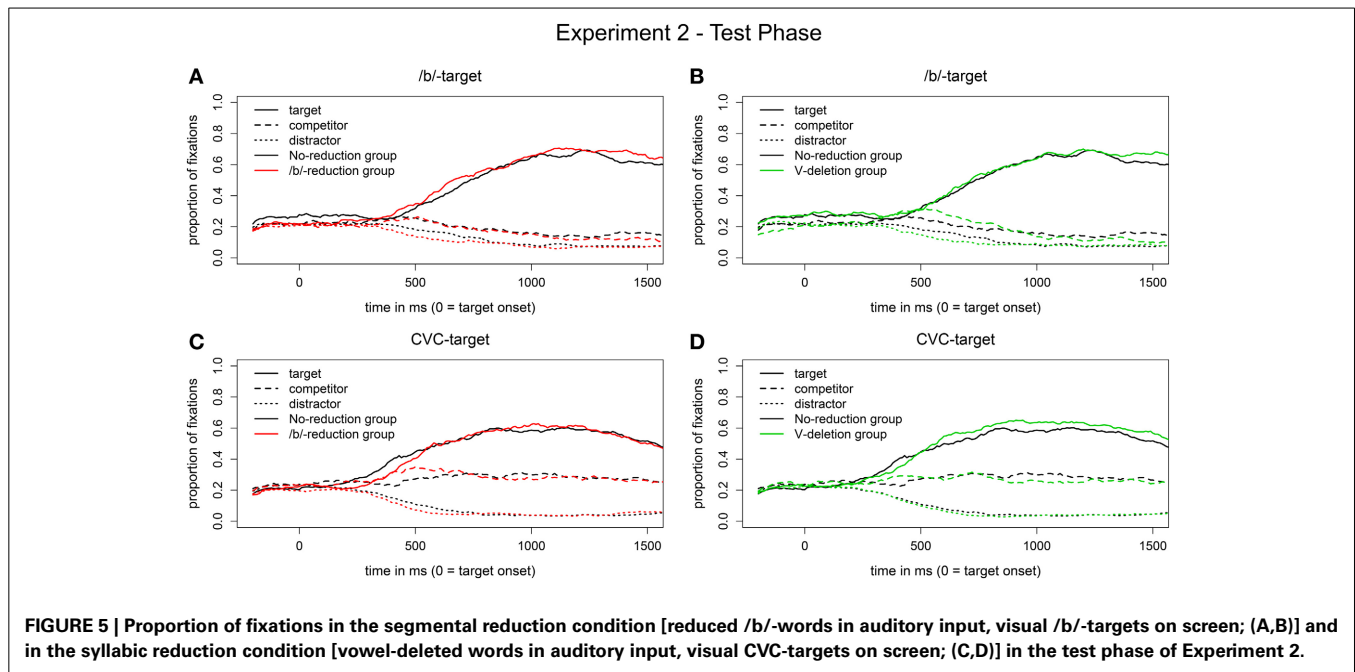 Experiment 2 - Test Phase
A
/b/-target
proportion of fixations
0.0 0.2 0.4 0.6 0.8 1.0
target
competitor
distractor
No-reduction group
/b/-reduction group
0 500 1000 1500
time in ms (0 = target onset)
B
/b/-target
proportion of fixations
0.0 0.2 0.4 0.6 0.8 1.0
target
competitor
distractor
No-reduction group
V-deletion group
0 500 1000 1500
time in ms (0 = target onset)
C
CVC-target
proportion of fixations
0.0 0.2 0.4 0.6 0.8 1.0
target
competitor
distractor
No-reduction group
/b/-reduction group
0 500 1000 1500
time in ms (0 = target onset)
D
CVC-target
proportion of fixations
0.0 0.2 0.4 0.6 0.8 1.0
target
competitor
distractor
No-reduction group
V-deletion group
0 500 1000 1500
time in ms (0 = target onset)
FIGURE 5 | Proportion of fixations in the segmental reduction condition [reduced /b/-words in auditory input, visual /b/-targets on screen; (A,B)] and
in the syllabic reduction condition [vowel-deleted words in auditory input, visual CVC-targets on screen; (C,D)] in the test phase of Experiment 2.